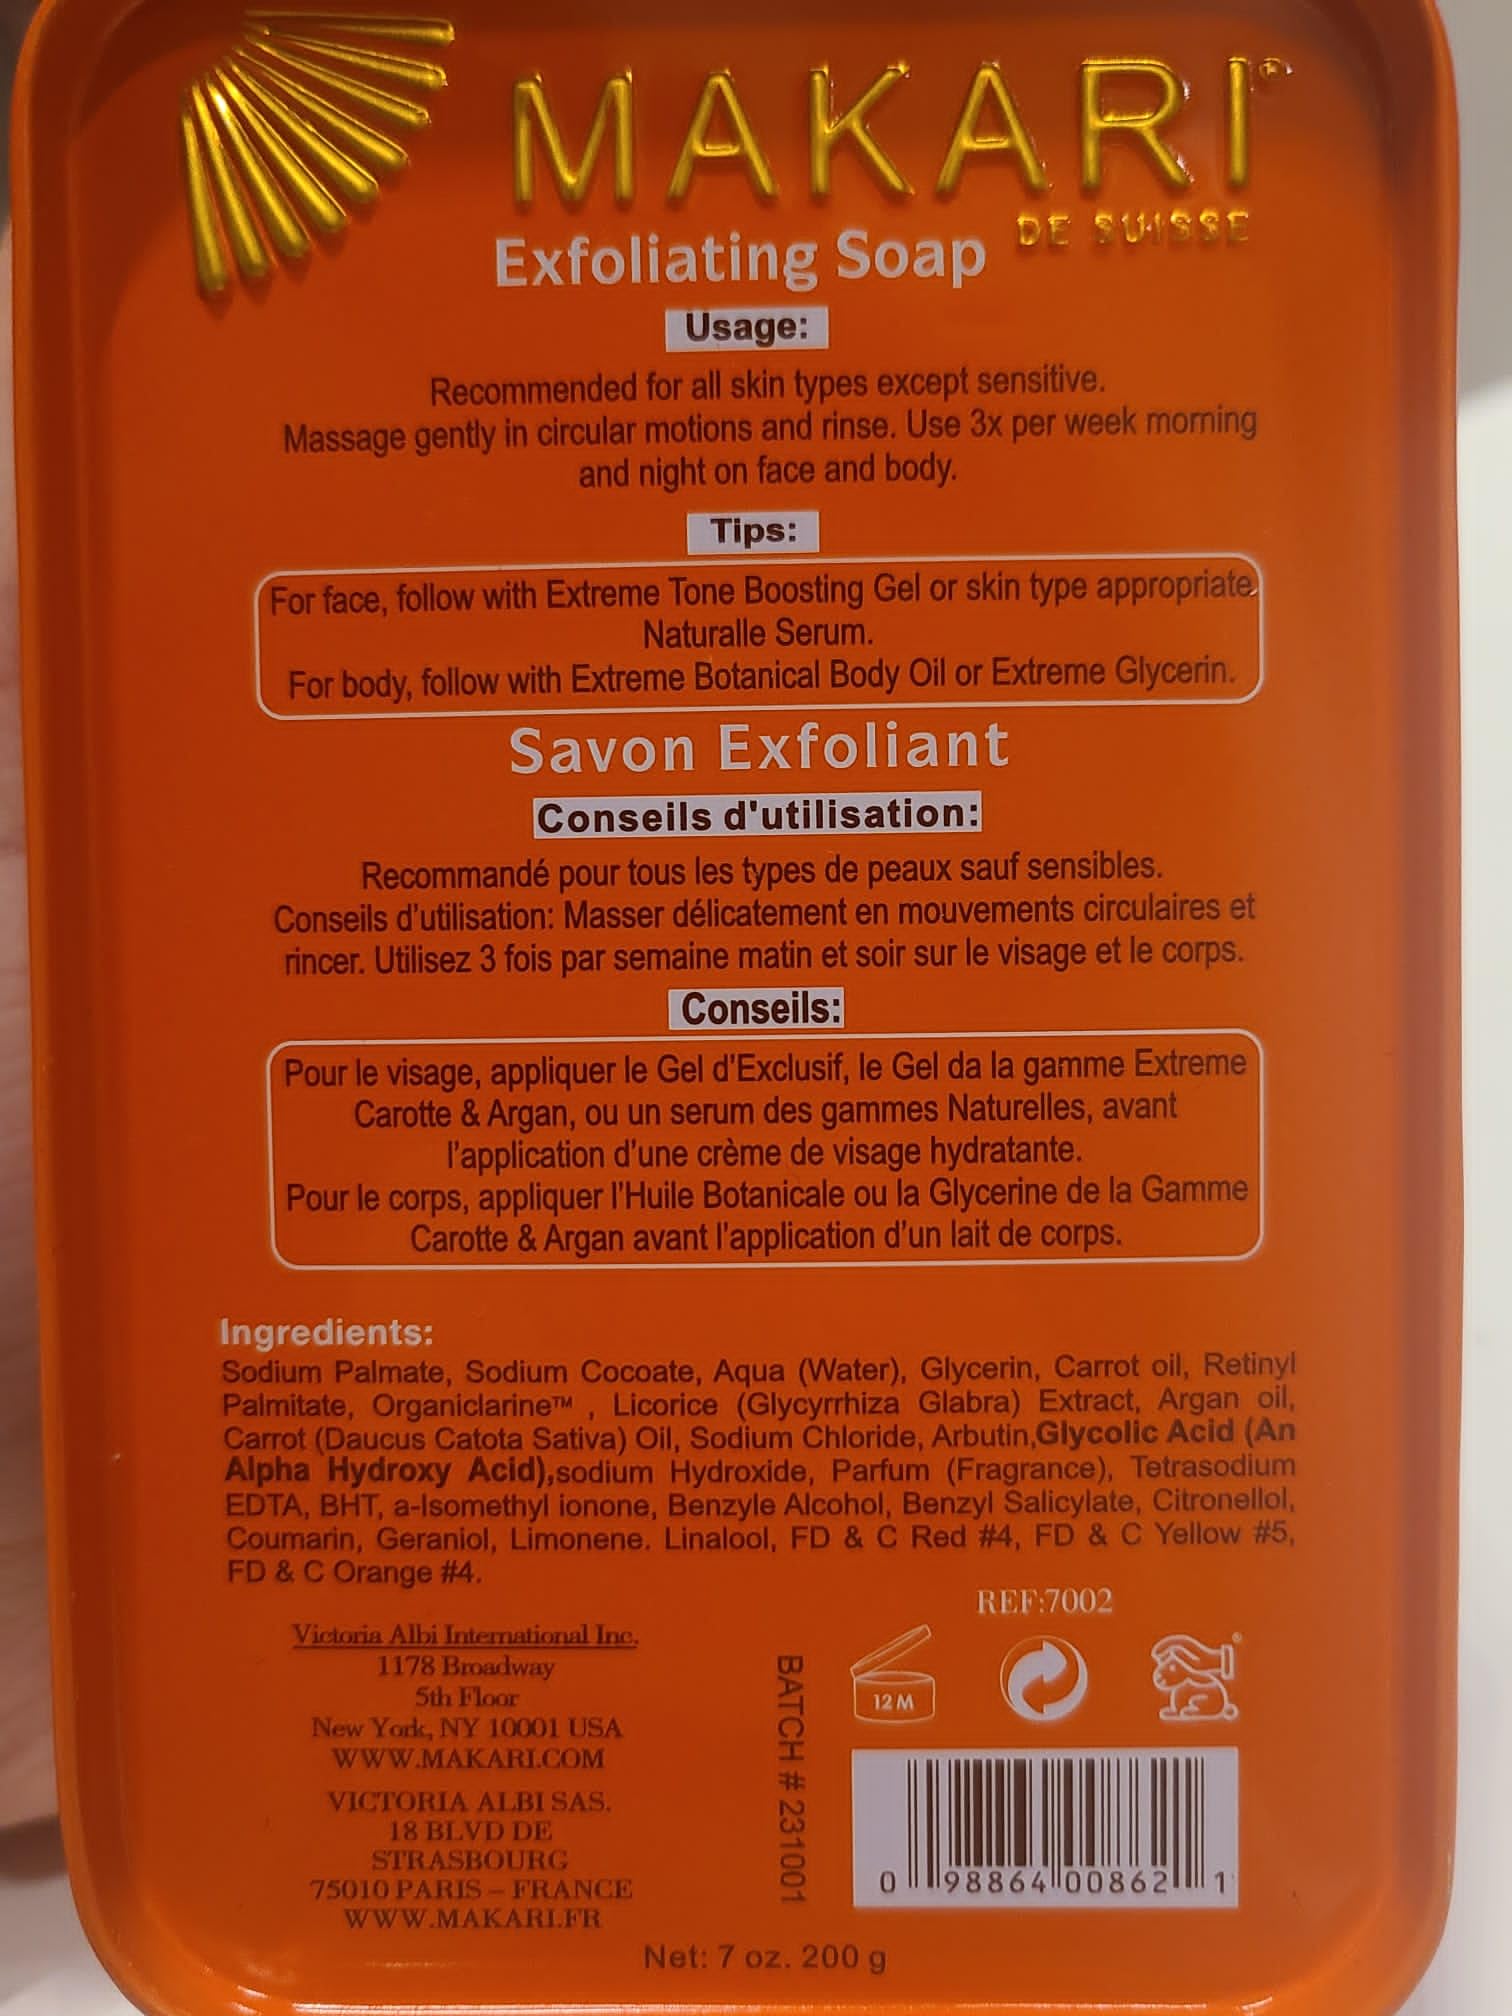 MAKARI®
DE SUISSE
Exfoliating Soap
Usage:
Recommended for all skin types except sensitive.
Massage gently in circular motions and rinse. Use 3x per week morning
and night on face and body.
Tips:
For face, follow with Extreme Tone Boosting Gel or skin type appropriate
Naturalle Serum.
For body, follow with Extreme Botanical Body Oil or Extreme Glycerin.
Savon Exfoliant
Conseils d'utilisation:
Recommandé pour tous les types de peaux sauf sensibles.
Conseils d'utilisation: Masser délicatement en mouvements circulaires et
rincer. Utilisez 3 fois par semaine matin et soir sur le visage et le corps.
Conseils:
Pour le visage, appliquer le Gel d'Exclusif, le Gel da la gamme Extreme
Carotte & Argan, ou un serum des gammes Naturelles, avant
l'application d'une crème de visage hydratante.
Pour le corps, appliquer l'Huile Botanicale ou la Glycerine de la Gamme
Carotte & Argan avant l'application d'un lait de corps.
Ingredients:
Sodium Palmate, Sodium Cocoate, Aqua (Water), Glycerin, Carrot oil, Retinyl
Palmitate, Organiclarine™ , Licorice (Glycyrrhiza Glabra) Extract, Argan oil,
Carrot (Daucus Catota Sativa) Oil, Sodium Chloride, Arbutin,Glycolic Acid (An
Alpha Hydroxy Acid),sodium Hydroxide, Parfum (Fragrance), Tetrasodium
EDTA, BHT, a-Isomethyl ionone, Benzyle Alcohol, Benzyl Salicylate, Citronellol,
Coumarin, Geraniol, Limonene. Linalool, FD & C Red #4, FD & C Yellow #5,
FD & C Orange #4.
REF:7002
Victoria Albi International Inc.
1178 Broadway
5th Floor
New York, NY 10001 USA
WWW.MAKARI.COM
VICTORIA ALBI SAS.
18 BLVD DE
STRASBOURG
75010 PARIS – FRANCE
WWW.MAKARI.FR
BATCH # 231001
12 M
0 98864 00862 1
Net: 7 oz. 200 g